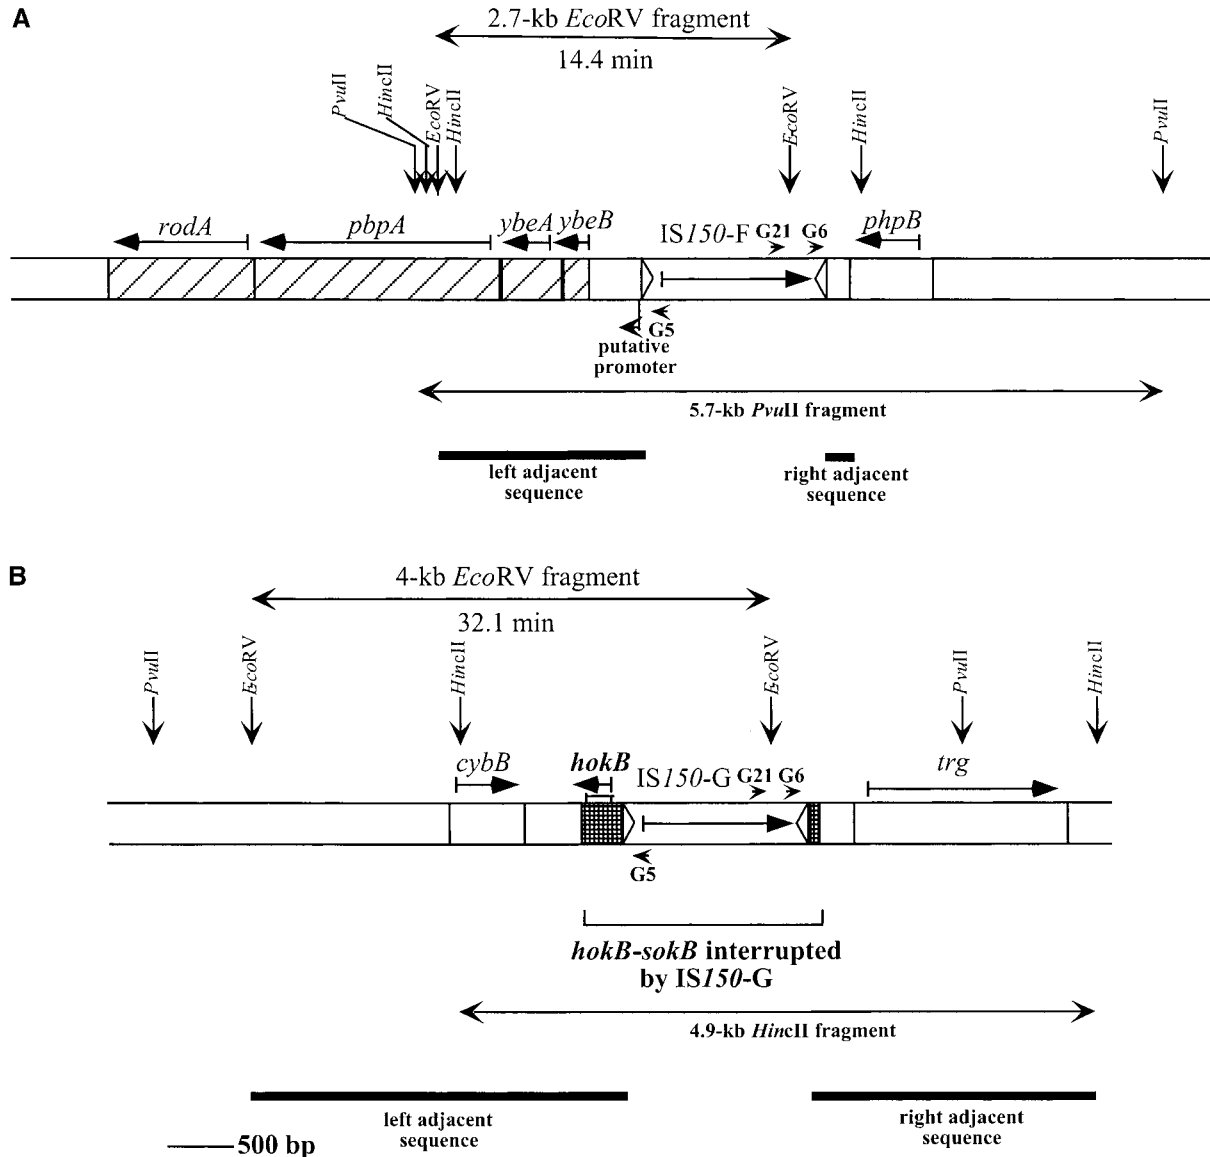 A
2.7-kb EcoRV fragment
14.4 min
PvuII
HincII
EcoRV
HincII
EcoRV
HincII
PvuII
rodA
pbpA
ybeA
ybeB
IS150-F
G21
G6
phpB
G5
putative
promoter
5.7-kb PvuII fragment
left adjacent
sequence
right adjacent
sequence
B
4-kb EcoRV fragment
32.1 min
PvuII
EcoRV
HincII
EcoRV
PvuII
HincII
cybB
hokB
IS150-G
G21
G6
trg
G5
hokB-sokB interrupted
by IS150-G
4.9-kb HincII fragment
left adjacent
sequence
right adjacent
sequence
500 bp